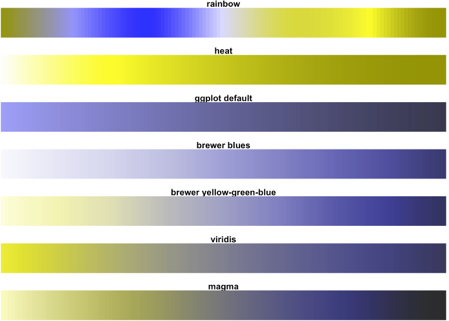 rainbow
heat
ggplot default
brewer blues
brewer yellow-green-blue
viridis
magma